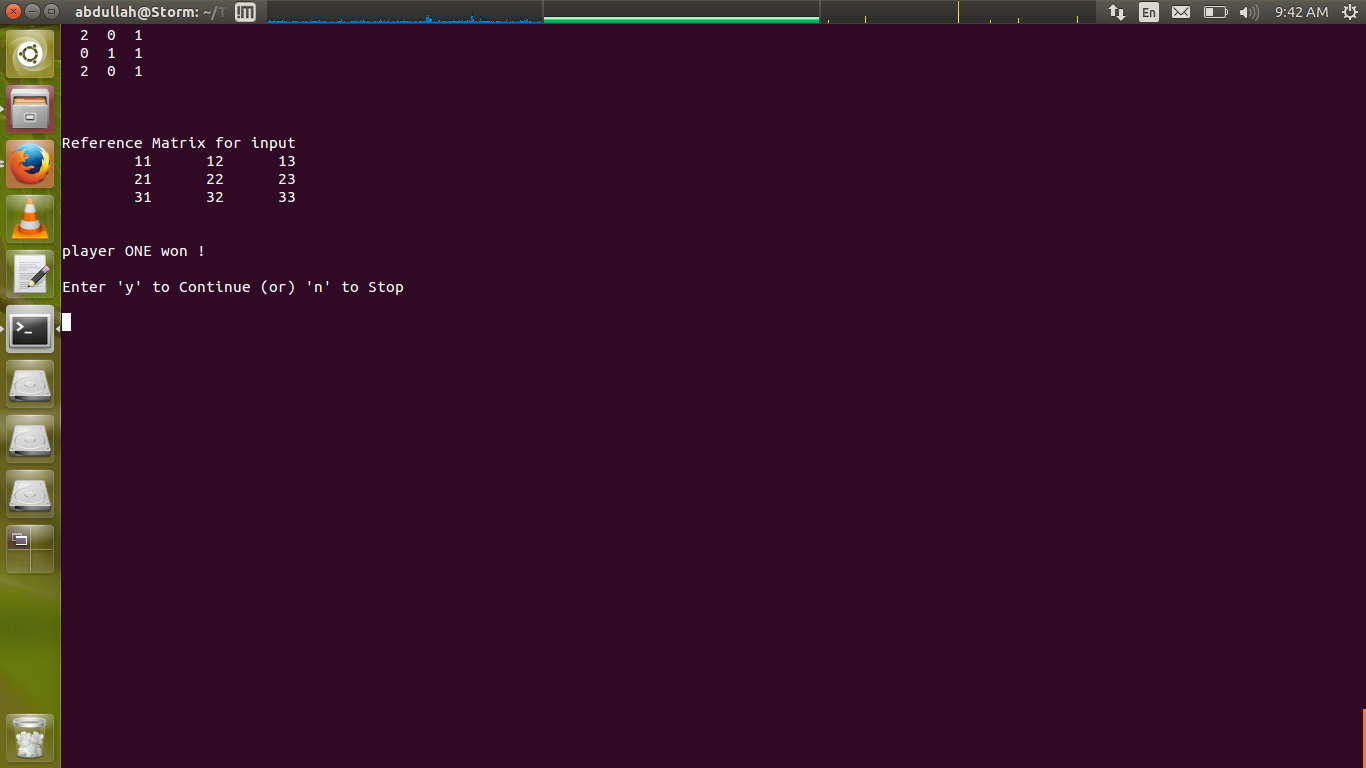 abdullah@Storm: ~/T
En
9:42 AM
2 0 1
0 1 1
2 0 1
Reference Matrix for input
11 12 13
21 22 23
31 32 33
player ONE won !
Enter 'y' to Continue (or) 'n' to Stop